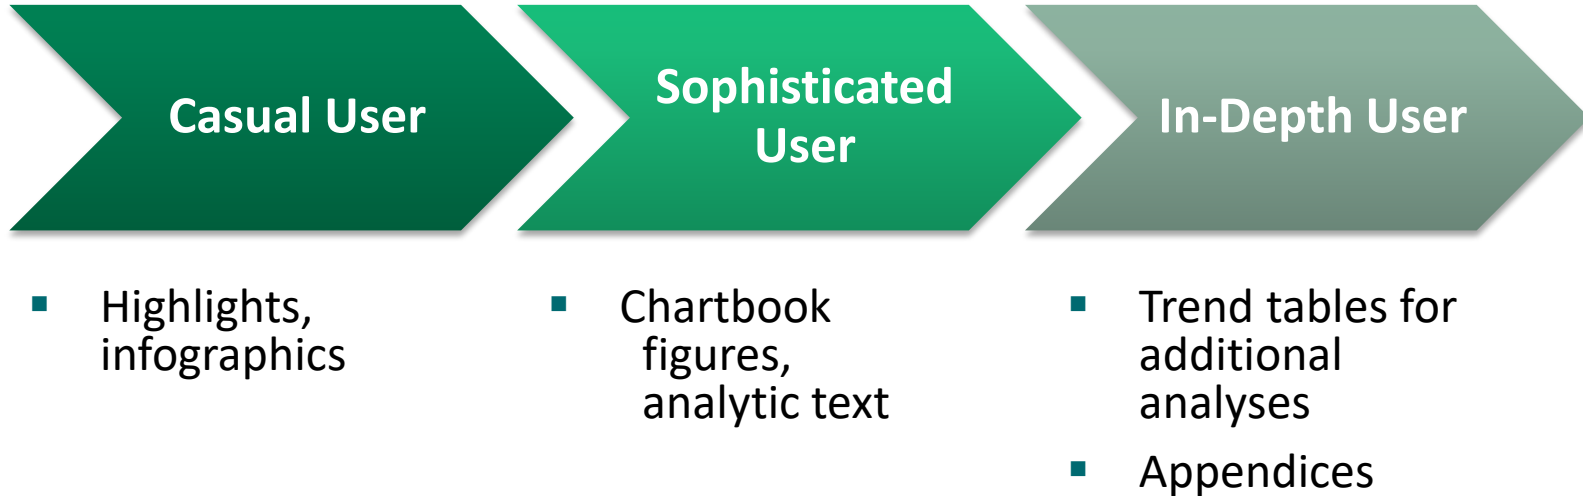 Casual User
Sophisticated
User
In-Depth User
▪ Highlights,
infographics
▪ Chartbook
figures,
analytic text
▪ Trend tables for
additional
analyses
▪ Appendices